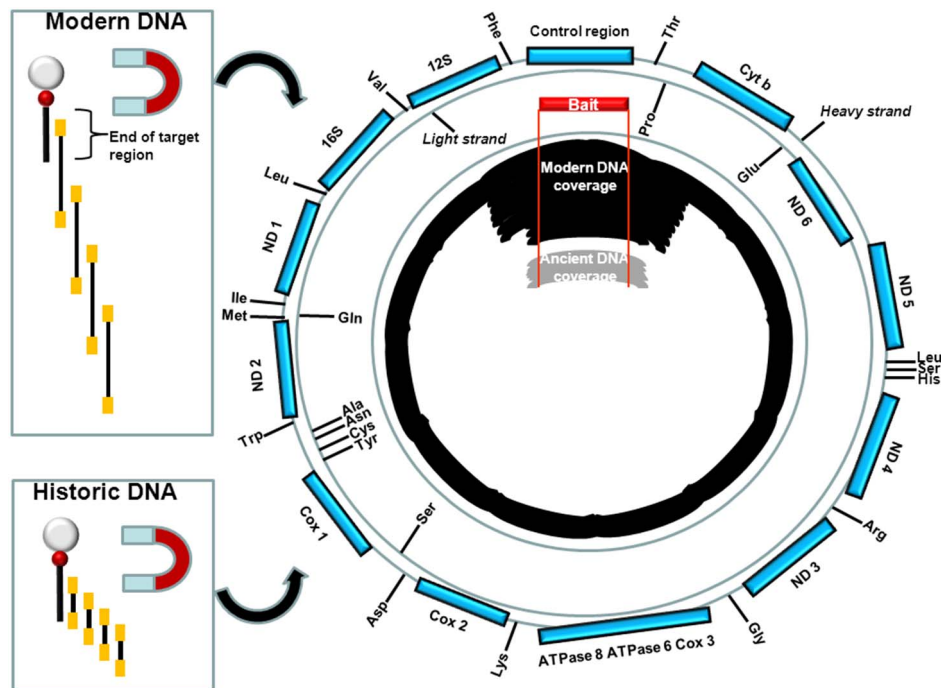 Modern DNA
End of target
region
Historic DNA
Control region
Thr
Cyt b
Heavy strand
Pro
Glu
ND 6
ND 5
Leu
Ser
His
ND 4
Arg
ND 3
Gly
ATPase 8 ATPase 6 Cox 3
Lys
Cox 2
Asp
Ser
Cox 1
Tyr
Cys
Asn
Ala
Trp
ND 2
Gln
Met
Ile
ND 1
Leu
16S
Val
Light strand
12S
Phe
Bait
Modern DNA
coverage
Ancient DNA
coverage